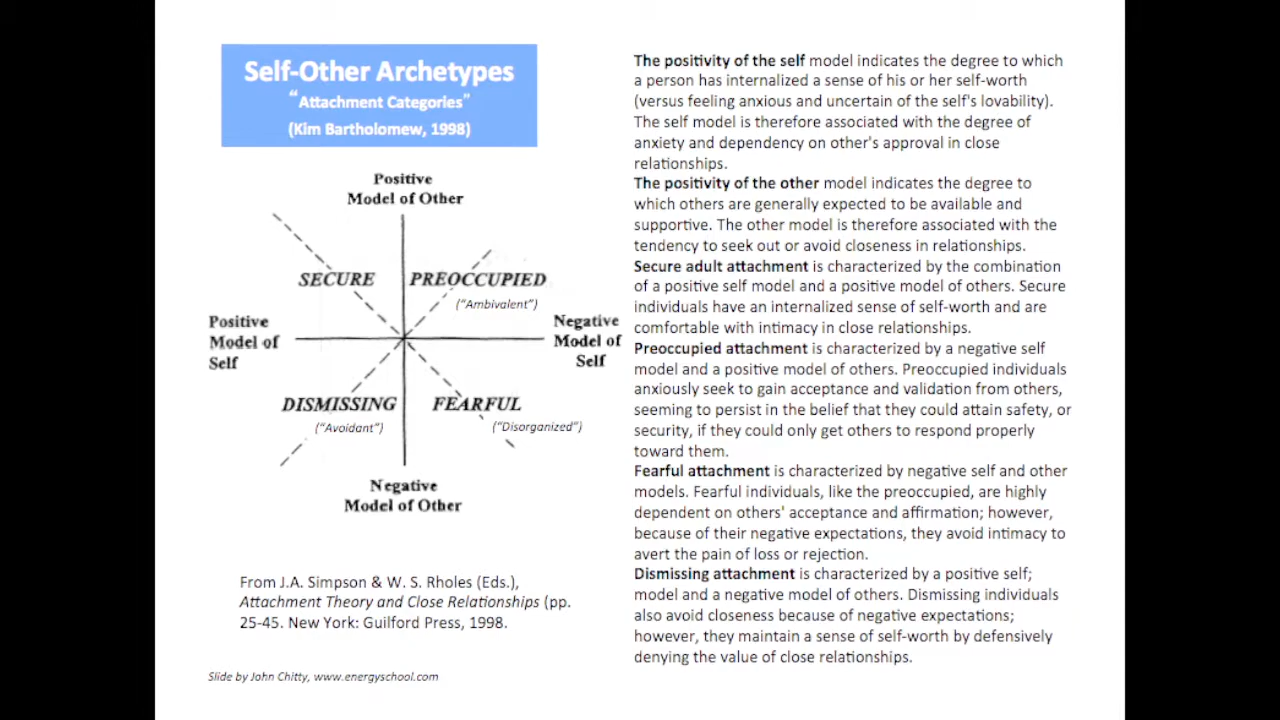 Self-Other Archetypes
“Attachment Categories”
(Kim Bartholomew, 1998)
Positive
Model of Other
SECURE
PREOCCUPIED
(“Ambivalent”)
Positive
Model of
Self
Negative
Model of
Self
DISMISSING
(“Avoidant”)
FEARFUL
(“Disorganized”)
Negative
Model of Other
From J.A. Simpson & W. S. Rholes (Eds.),
Attachment Theory and Close Relationships (pp.
25-45. New York: Guilford Press, 1998.
Slide by John Chitty, www.energyschool.com
The positivity of the self model indicates the degree to which
a person has internalized a sense of his or her self-worth
(versus feeling anxious and uncertain of the self's lovability).
The self model is therefore associated with the degree of
anxiety and dependency on other's approval in close
relationships.
The positivity of the other model indicates the degree to
which others are generally expected to be available and
supportive. The other model is therefore associated with the
tendency to seek out or avoid closeness in relationships.
Secure adult attachment is characterized by the combination
of a positive self model and a positive model of others. Secure
individuals have an internalized sense of self-worth and are
comfortable with intimacy in close relationships.
Preoccupied attachment is characterized by a negative self
model and a positive model of others. Preoccupied individuals
anxiously seek to gain acceptance and validation from others,
seeming to persist in the belief that they could attain safety, or
security, if they could only get others to respond properly
toward them.
Fearful attachment is characterized by negative self and other
models. Fearful individuals, like the preoccupied, are highly
dependent on others' acceptance and affirmation; however,
because of their negative expectations, they avoid intimacy to
avert the pain of loss or rejection.
Dismissing attachment is characterized by a positive self;
model and a negative model of others. Dismissing individuals
also avoid closeness because of negative expectations;
however, they maintain a sense of self-worth by defensively
denying the value of close relationships.